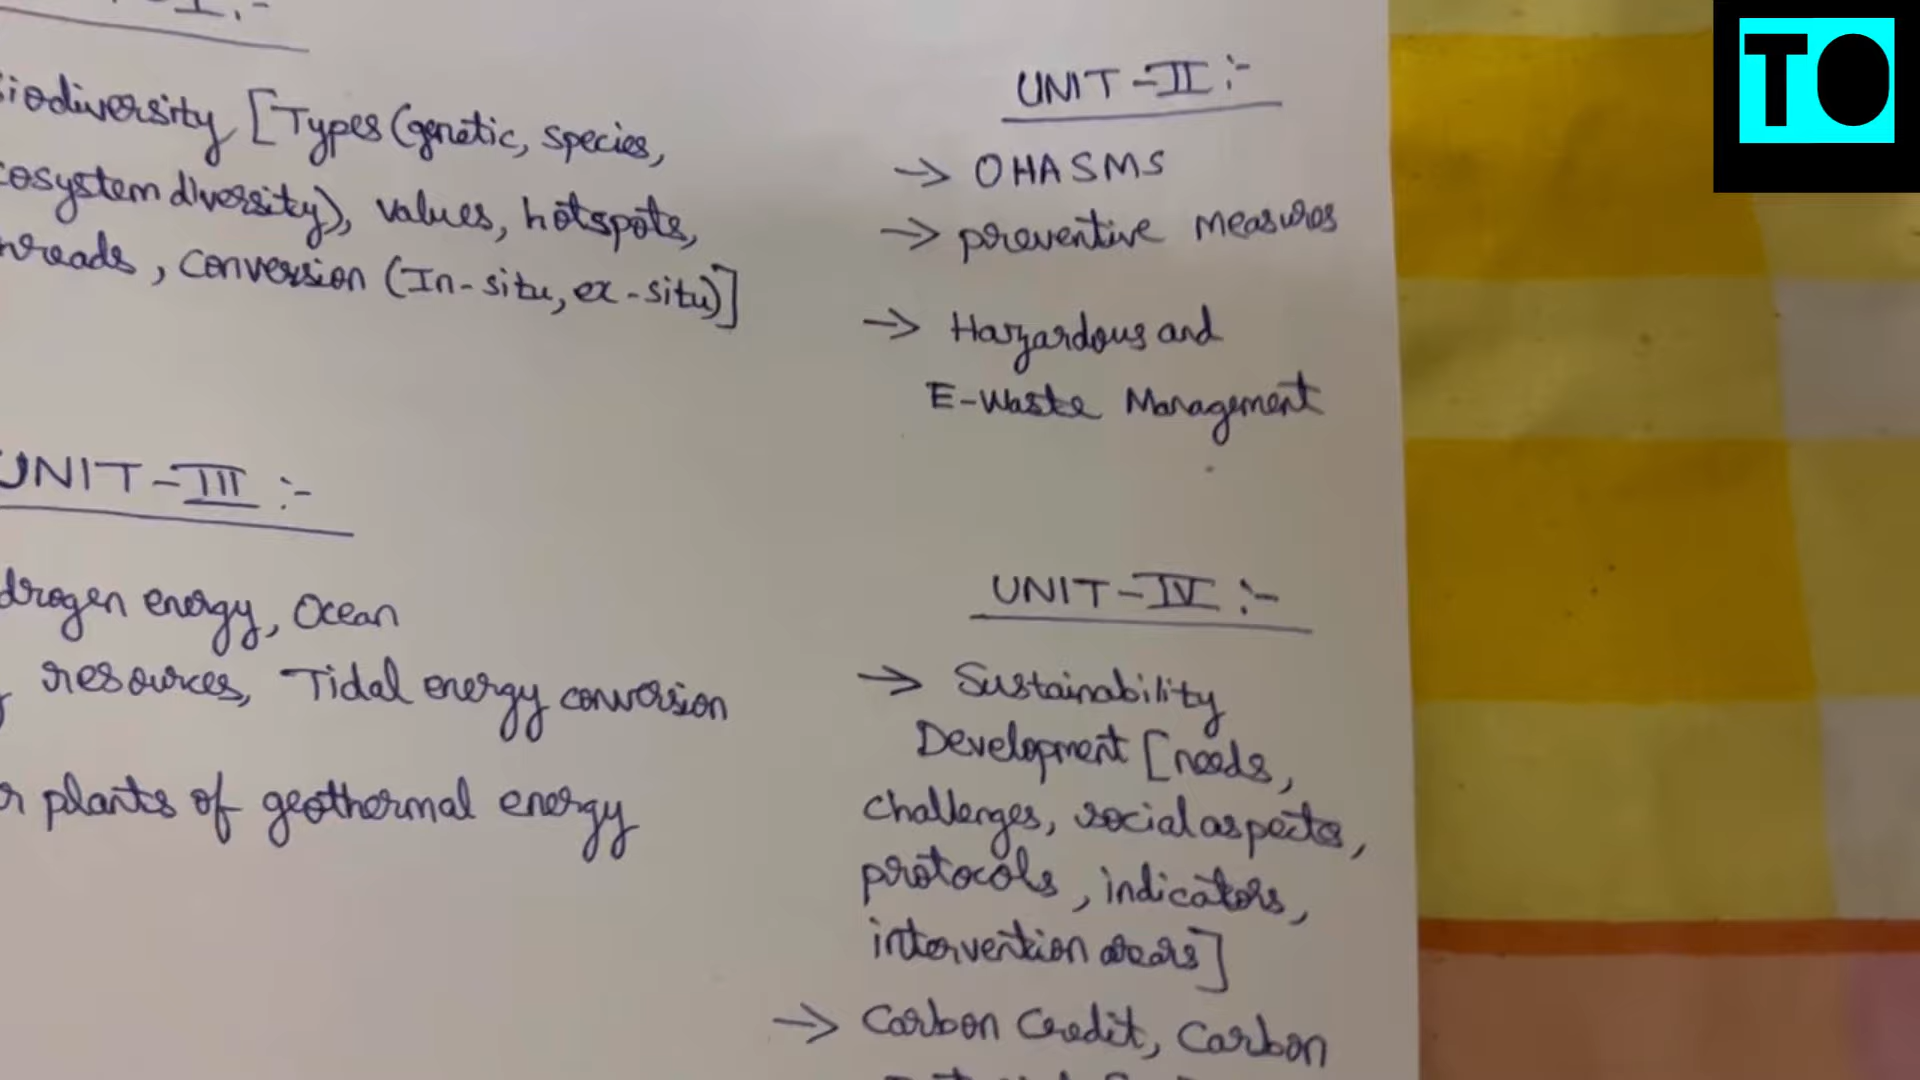 I :-
Biodiversity [Types (genetic, species,
cosystem diversity), values, hotspots,
hreads, conversion (In-situ, ex-situ)]
UNIT-II :-
→ OHASMS
→ preventive measures
→ Hazardous and
E-Waste Management
UNIT-III :-
drogen energy, Ocean
resources, Tidal energy conversion
plants of geothermal energy
UNIT-IV :-
→ Sustainability
Development [needs,
challenges, social aspects,
protocols, indicators,
intervention areas]
→ Carbon Credit, Carbon
TO